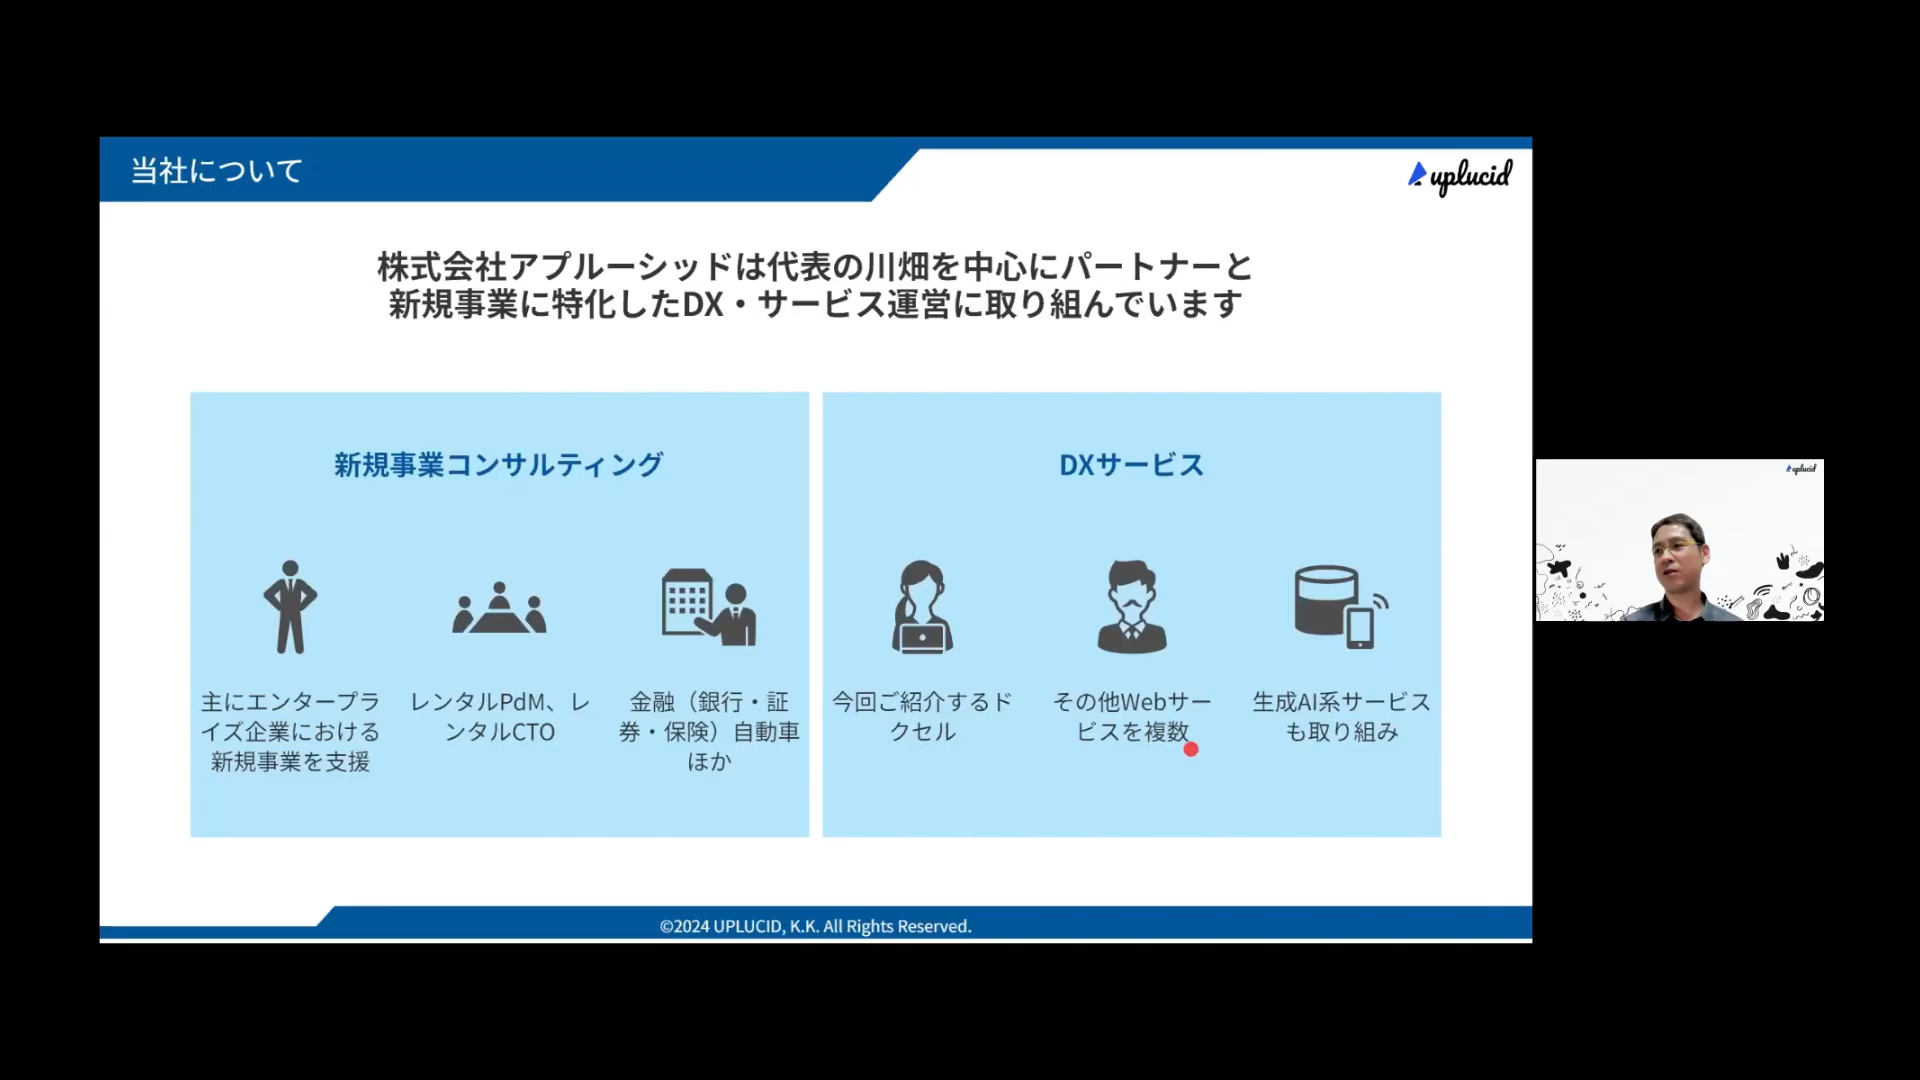 当社について
uplucid
株式会社アプルーシッドは代表の川畑を中心にパートナーと
新規事業に特化したDX・サービス運営に取り組んでいます
新規事業コンサルティング
主にエンタープラ
イズ企業における
新規事業を支援
レンタルPdM、レ
ンタルCTO
金融（銀行・証
券・保険）自動車
ほか
DXサービス
今回ご紹介するド
クセル
その他Webサー
ビスを複数
生成AI系サービス
も取り組み
©2024 UPLUCID, K.K. All Rights Reserved.
uplucid